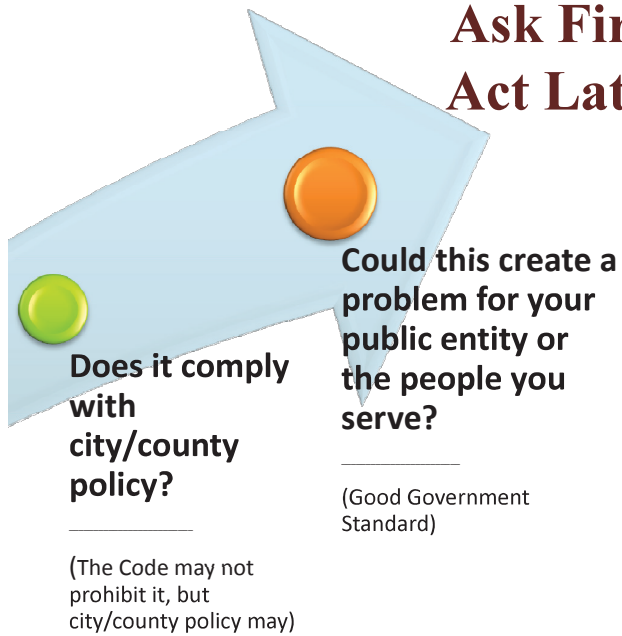 Ask Fir
Act Lat
Could this create a
problem for your
public entity or
the people you
serve?
(Good Government
Standard)
Does it comply
with
city/county
policy?
(The Code may not
prohibit it, but
city/county policy may)